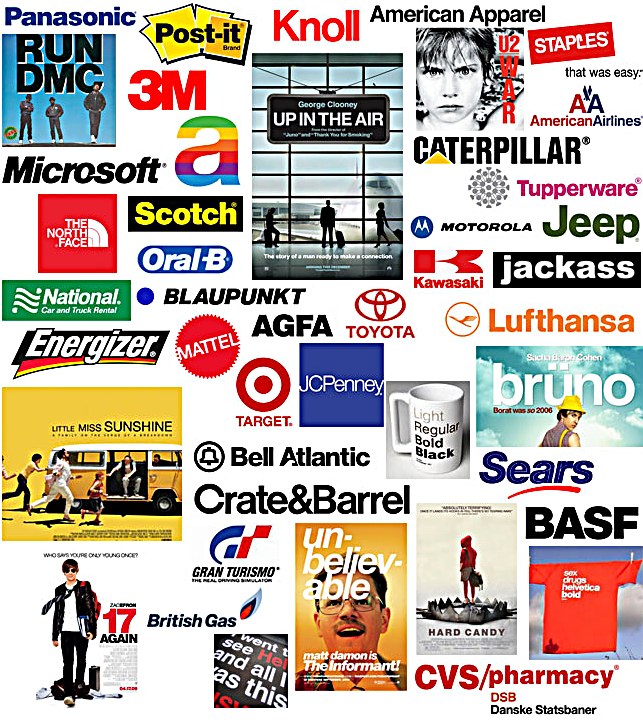 Panasonic
Post-it®
Brand
Knoll
American Apparel
RUN
DMC
3M
George Clooney
UP IN THE AIR
From the Director of
"Juno" and "Thank You for Smoking"
The story of a man ready to make a connection.
U2
WAR
STAPLES
that was easy.
AA
AmericanAirlines®
a
Microsoft®
CATERPILLAR®
Tupperware®
THE
NORTH
FACE
Scotch®
Oral-B®
MOTOROLA
Jeep
Kawasaki
jackass
National®
Car and Truck Rental
BLAUPUNKT
AGFA
TOYOTA
Lufthansa
Energizer®
MATTEL
TARGET®
JCPenney
Light
Regular
Bold
Black
Sacha Baron Cohen
brüno
Borat was so 2006
LITTLE MISS SUNSHINE
A FAMILY ON THE VERGE OF A BREAKDOWN
Bell Atlantic
Sears
Crate&Barrel
BASF
GT
GRAN TURISMO®
THE REAL DRIVING SIMULATOR
un-
believ-
able
matt damon is
The Informant!
"ABSOLUTELY TERRIFYING!"
HARD CANDY
sex
drugs
helvetica
bold
WHO SAYS YOU'RE ONLY YOUNG ONCE?
ZAC EFRON
17
AGAIN
04.17.09
British Gas
went t
see Hel
and all I
as this
CVS/pharmacy®
DSB
Danske Statsbaner